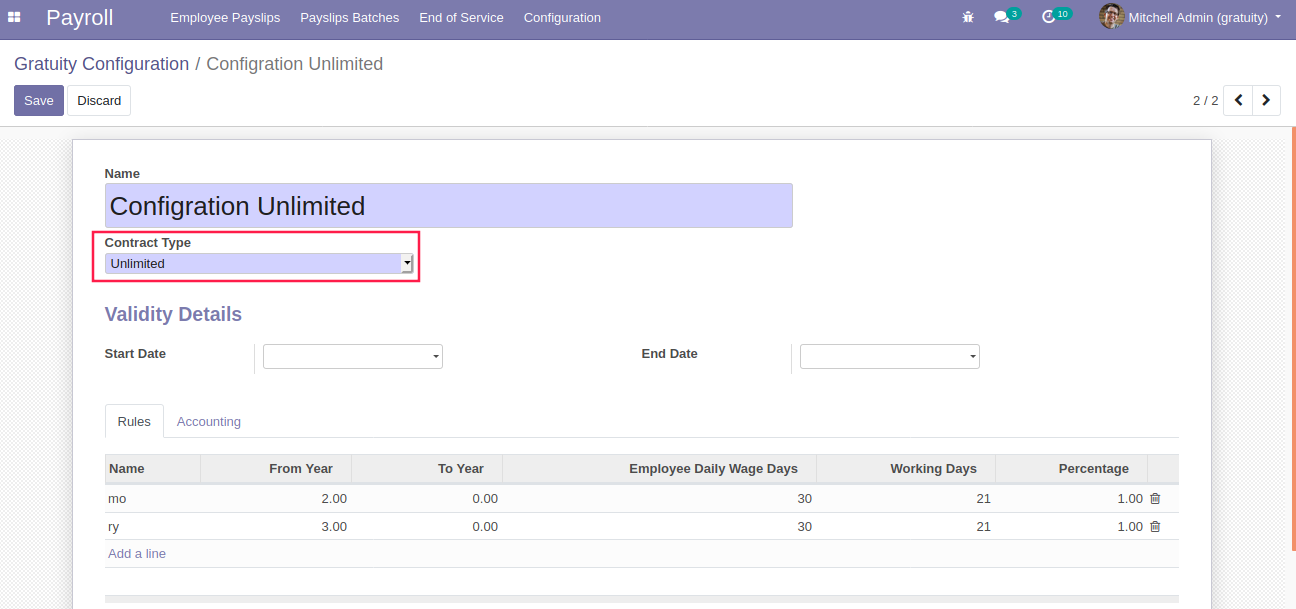 Payroll Employee Payslips Payslips Batches End of Service Configuration 3 10 Mitchell Admin (gratuity)
Gratuity Configuration / Configration Unlimited
Save Discard 2 / 2
Name
Configration Unlimited
Contract Type
Unlimited
Validity Details
Start Date End Date
Rules Accounting
Name From Year To Year Employee Daily Wage Days Working Days Percentage
mo 2.00 0.00 30 21 1.00
ry 3.00 0.00 30 21 1.00
Add a line